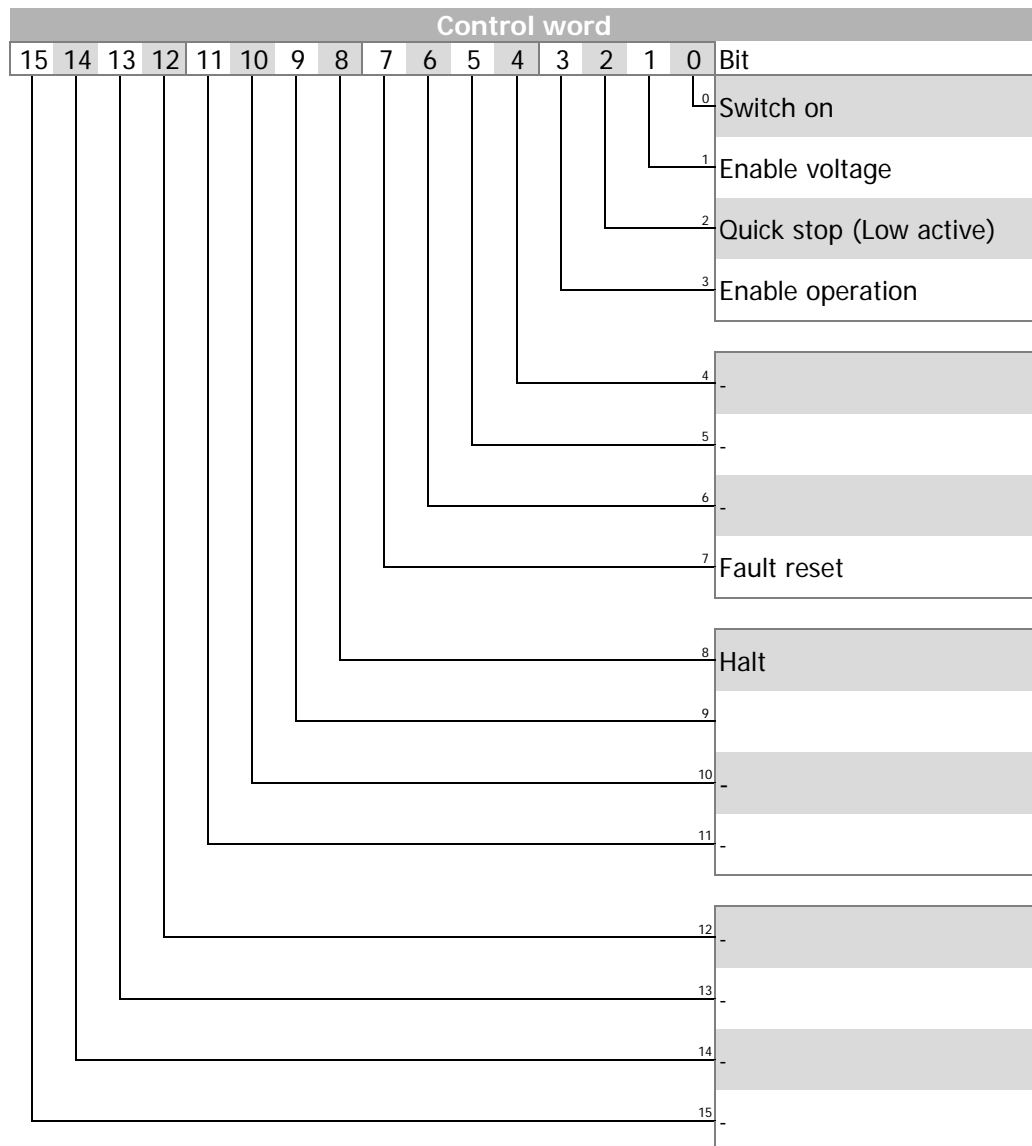 Control word
15 14 13 12 11 10 9 8 7 6 5 4 3 2 1 0 Bit
0 Switch on
1 Enable voltage
2 Quick stop (Low active)
3 Enable operation
4 -
5 -
6 -
7 Fault reset
8 Halt
9
10 -
11 -
12 -
13 -
14 -
15 -